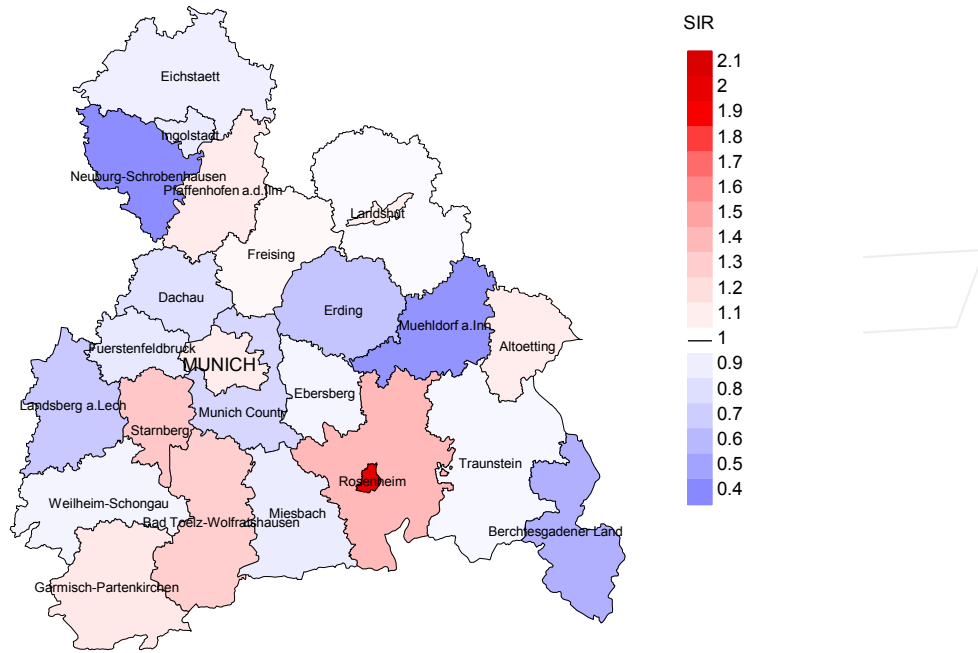 SIR
Eichstaett
Ingolstadt
Neuburg-Schrobenhausen
Pfaffenhofen a.d.Ilm
Landshut
Freising
Dachau
Erding
Muehldorf a.Inn
Altoetting
Fuerstenfeldbruck
MUNICH
Ebersberg
Landsberg a.Lech
Munich County
Starnberg
Traunstein
Rosenheim
Weilheim-Schongau
Miesbach
Bad Toelz-Wolfratshausen
Berchtesgadener Land
Garmisch-Partenkirchen
2.1
2
1.9
1.8
1.7
1.6
1.5
1.4
1.3
1.2
1.1
1
0.9
0.8
0.7
0.6
0.5
0.4